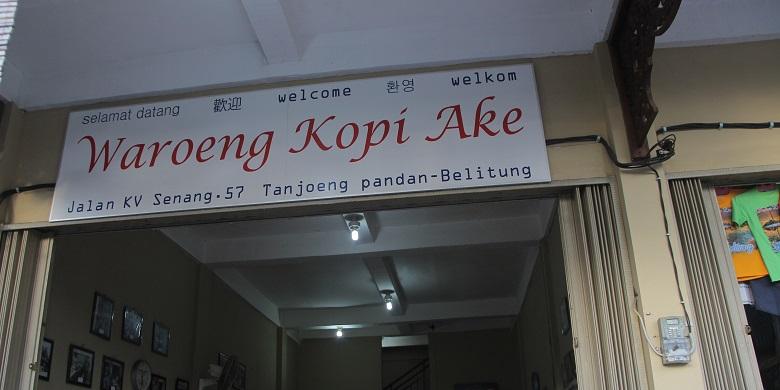 selamat datang 歡迎 welcome 환영 welkom
Waroeng Kopi Ake
Jalan KV Senang.57 Tanjoeng pandan-Belitung